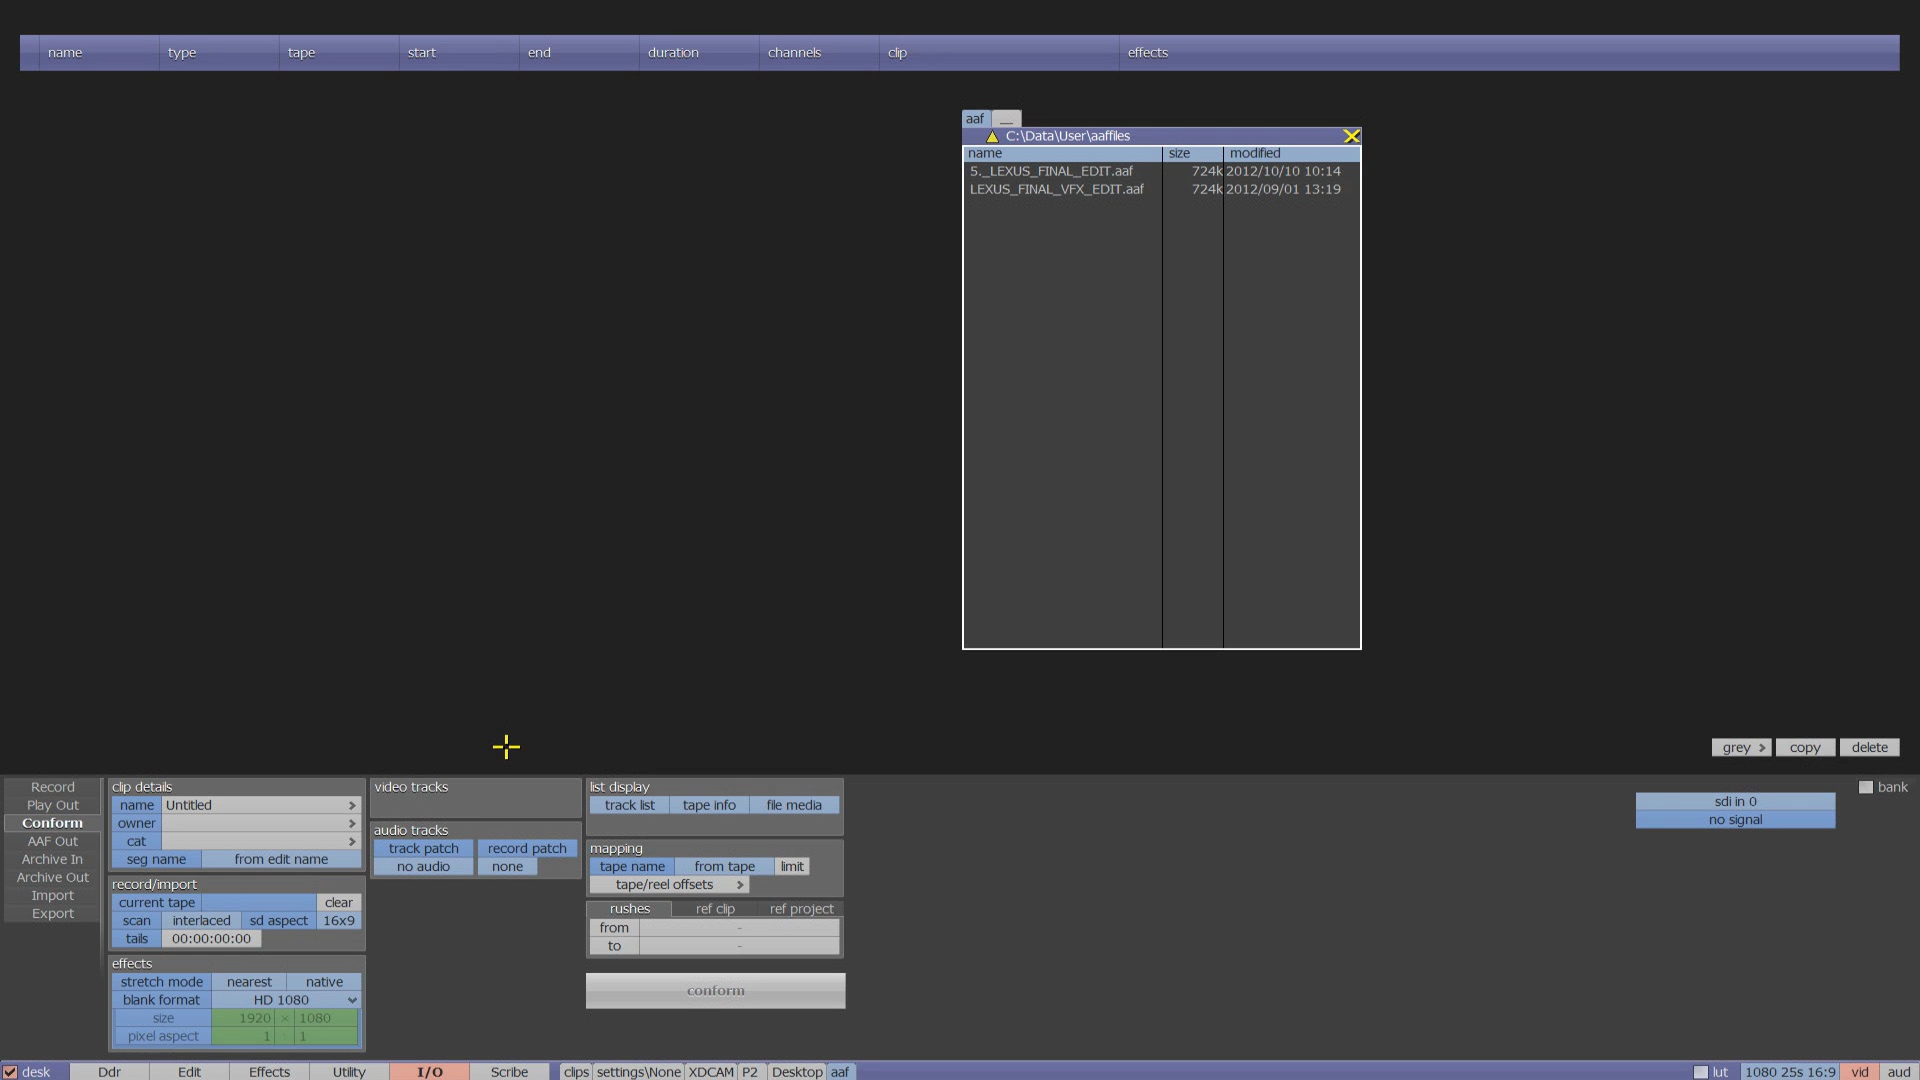 name type tape start end duration channels clip effects
aaf __
C:\Data\User\aaffiles
name size modified
5._LEXUS_FINAL_EDIT.aaf 724k 2012/10/10 10:14
LEXUS_FINAL_VFX_EDIT.aaf 724k 2012/09/01 13:19
grey > copy delete
Record
Play Out
Conform
AAF Out
Archive In
Archive Out
Import
Export
clip details
name Untitled >
owner >
cat >
seg name from edit name
record/import
current tape clear
scan interlaced sd aspect 16x9
tails 00:00:00:00
effects
stretch mode nearest native
blank format HD 1080
size 1920 × 1080
pixel aspect 1 : 1
video tracks
audio tracks
track patch record patch
no audio none
list display
track list tape info file media
mapping
tape name from tape limit
tape/reel offsets >
rushes ref clip ref project
from -
to -
conform
sdi in 0
no signal
bank
desk Ddr Edit Effects Utility I/O Scribe clips settings\None XDCAM P2 Desktop aaf lut 1080 25s 16:9 vid aud